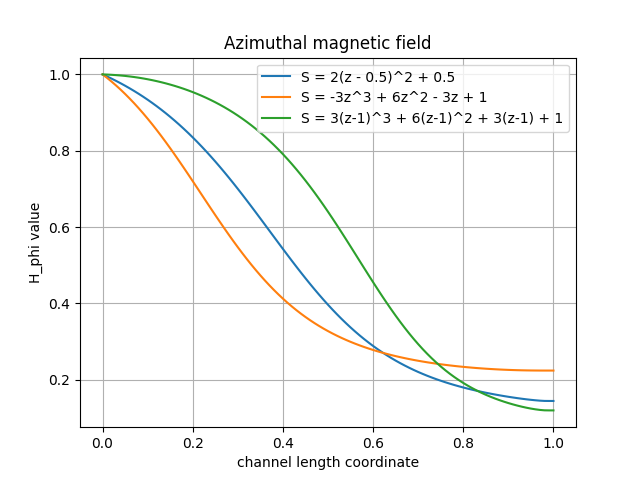 Azimuthal magnetic field
S = 2(z - 0.5)^2 + 0.5
S = -3z^3 + 6z^2 - 3z + 1
S = 3(z-1)^3 + 6(z-1)^2 + 3(z-1) + 1
H_phi value
1.0
0.8
0.6
0.4
0.2
0.0 0.2 0.4 0.6 0.8 1.0
channel length coordinate